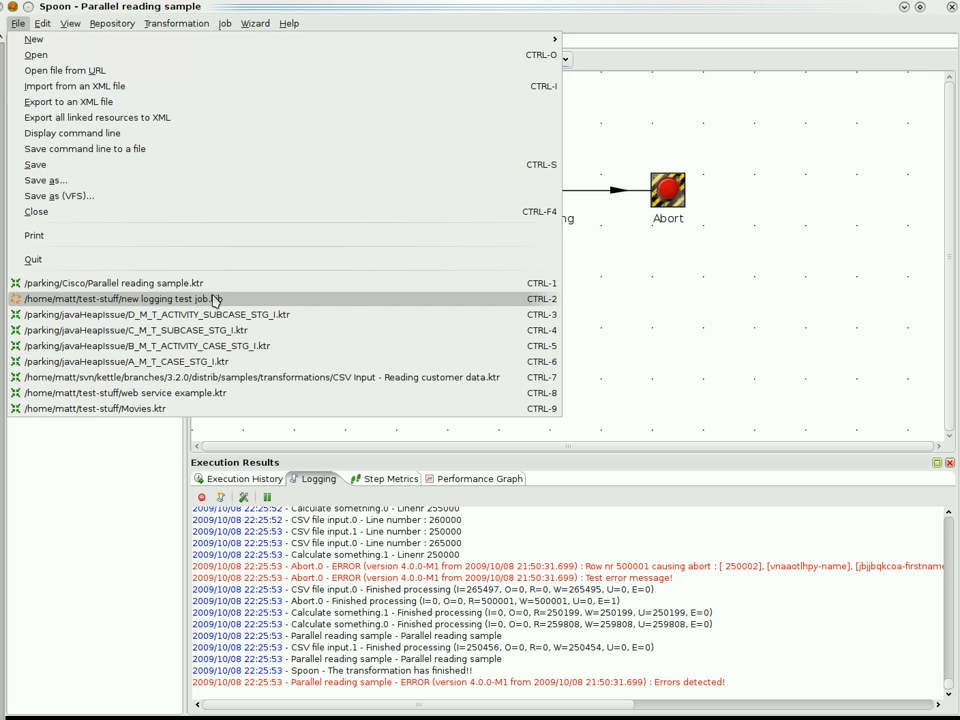 Spoon - Parallel reading sample
File Edit View Repository Transformation Job Wizard Help
New
Open CTRL-O
Open file from URL
Import from an XML file CTRL-I
Export to an XML file
Export all linked resources to XML
Display command line
Save command line to a file
Save CTRL-S
Save as...
Save as (VFS)...
Close CTRL-F4
Print
Quit
/parking/Cisco/Parallel reading sample.ktr CTRL-1
/home/matt/test-stuff/new logging test CTRL-2
/parking/javaHeapIssue/D_M_T_ACTIVITY_SUBCASE_STG_I.ktr CTRL-3
/parking/javaHeapIssue/C_M_T_SUBCASE_STG_I.ktr CTRL-4
/parking/javaHeapIssue/B_M_T_ACTIVITY_CASE_STG_I.ktr CTRL-5
/parking/javaHeapIssue/A_M_T_CASE_STG_I.ktr CTRL-6
/home/matt/svn/kettle/branches/3.2.0/distrib/samples/transformations/CSV Input - Reading customer data.ktr CTRL-7
/home/matt/test-stuff/web service example.ktr CTRL-8
/home/matt/test-stuff/Movies.ktr CTRL-9
ng
Abort
Execution Results
Execution History Logging Step Metrics Performance Graph
2009/10/08 22:25:52 - Calculate something.0 - Linenr 255000
2009/10/08 22:25:52 - CSV file input.0 - Line number : 260000
2009/10/08 22:25:53 - CSV file input.1 - Line number : 250000
2009/10/08 22:25:53 - CSV file input.0 - Line number : 265000
2009/10/08 22:25:53 - Calculate something.1 - Linenr 250000
2009/10/08 22:25:53 - Abort.0 - ERROR (version 4.0.0-M1 from 2009/10/08 21:50:31.699) : Row nr 500001 causing abort : [ 250002], [vnaaotlhpy-name], [jbjjbqkcoa-firstname
2009/10/08 22:25:53 - Abort.0 - ERROR (version 4.0.0-M1 from 2009/10/08 21:50:31.699) : Test error message!
2009/10/08 22:25:53 - CSV file input.0 - Finished processing (I=265497, O=0, R=0, W=265495, U=0, E=0)
2009/10/08 22:25:53 - Abort.0 - Finished processing (I=0, O=0, R=500001, W=500001, U=0, E=1)
2009/10/08 22:25:53 - Calculate something.1 - Finished processing (I=0, O=0, R=250199, W=250199, U=250199, E=0)
2009/10/08 22:25:53 - Calculate something.0 - Finished processing (I=0, O=0, R=259808, W=259808, U=259808, E=0)
2009/10/08 22:25:53 - Parallel reading sample - Parallel reading sample
2009/10/08 22:25:53 - CSV file input.1 - Finished processing (I=250456, O=0, R=0, W=250454, U=0, E=0)
2009/10/08 22:25:53 - Parallel reading sample - Parallel reading sample
2009/10/08 22:25:53 - Spoon - The transformation has finished!!
2009/10/08 22:25:53 - Parallel reading sample - ERROR (version 4.0.0-M1 from 2009/10/08 21:50:31.699) : Errors detected!